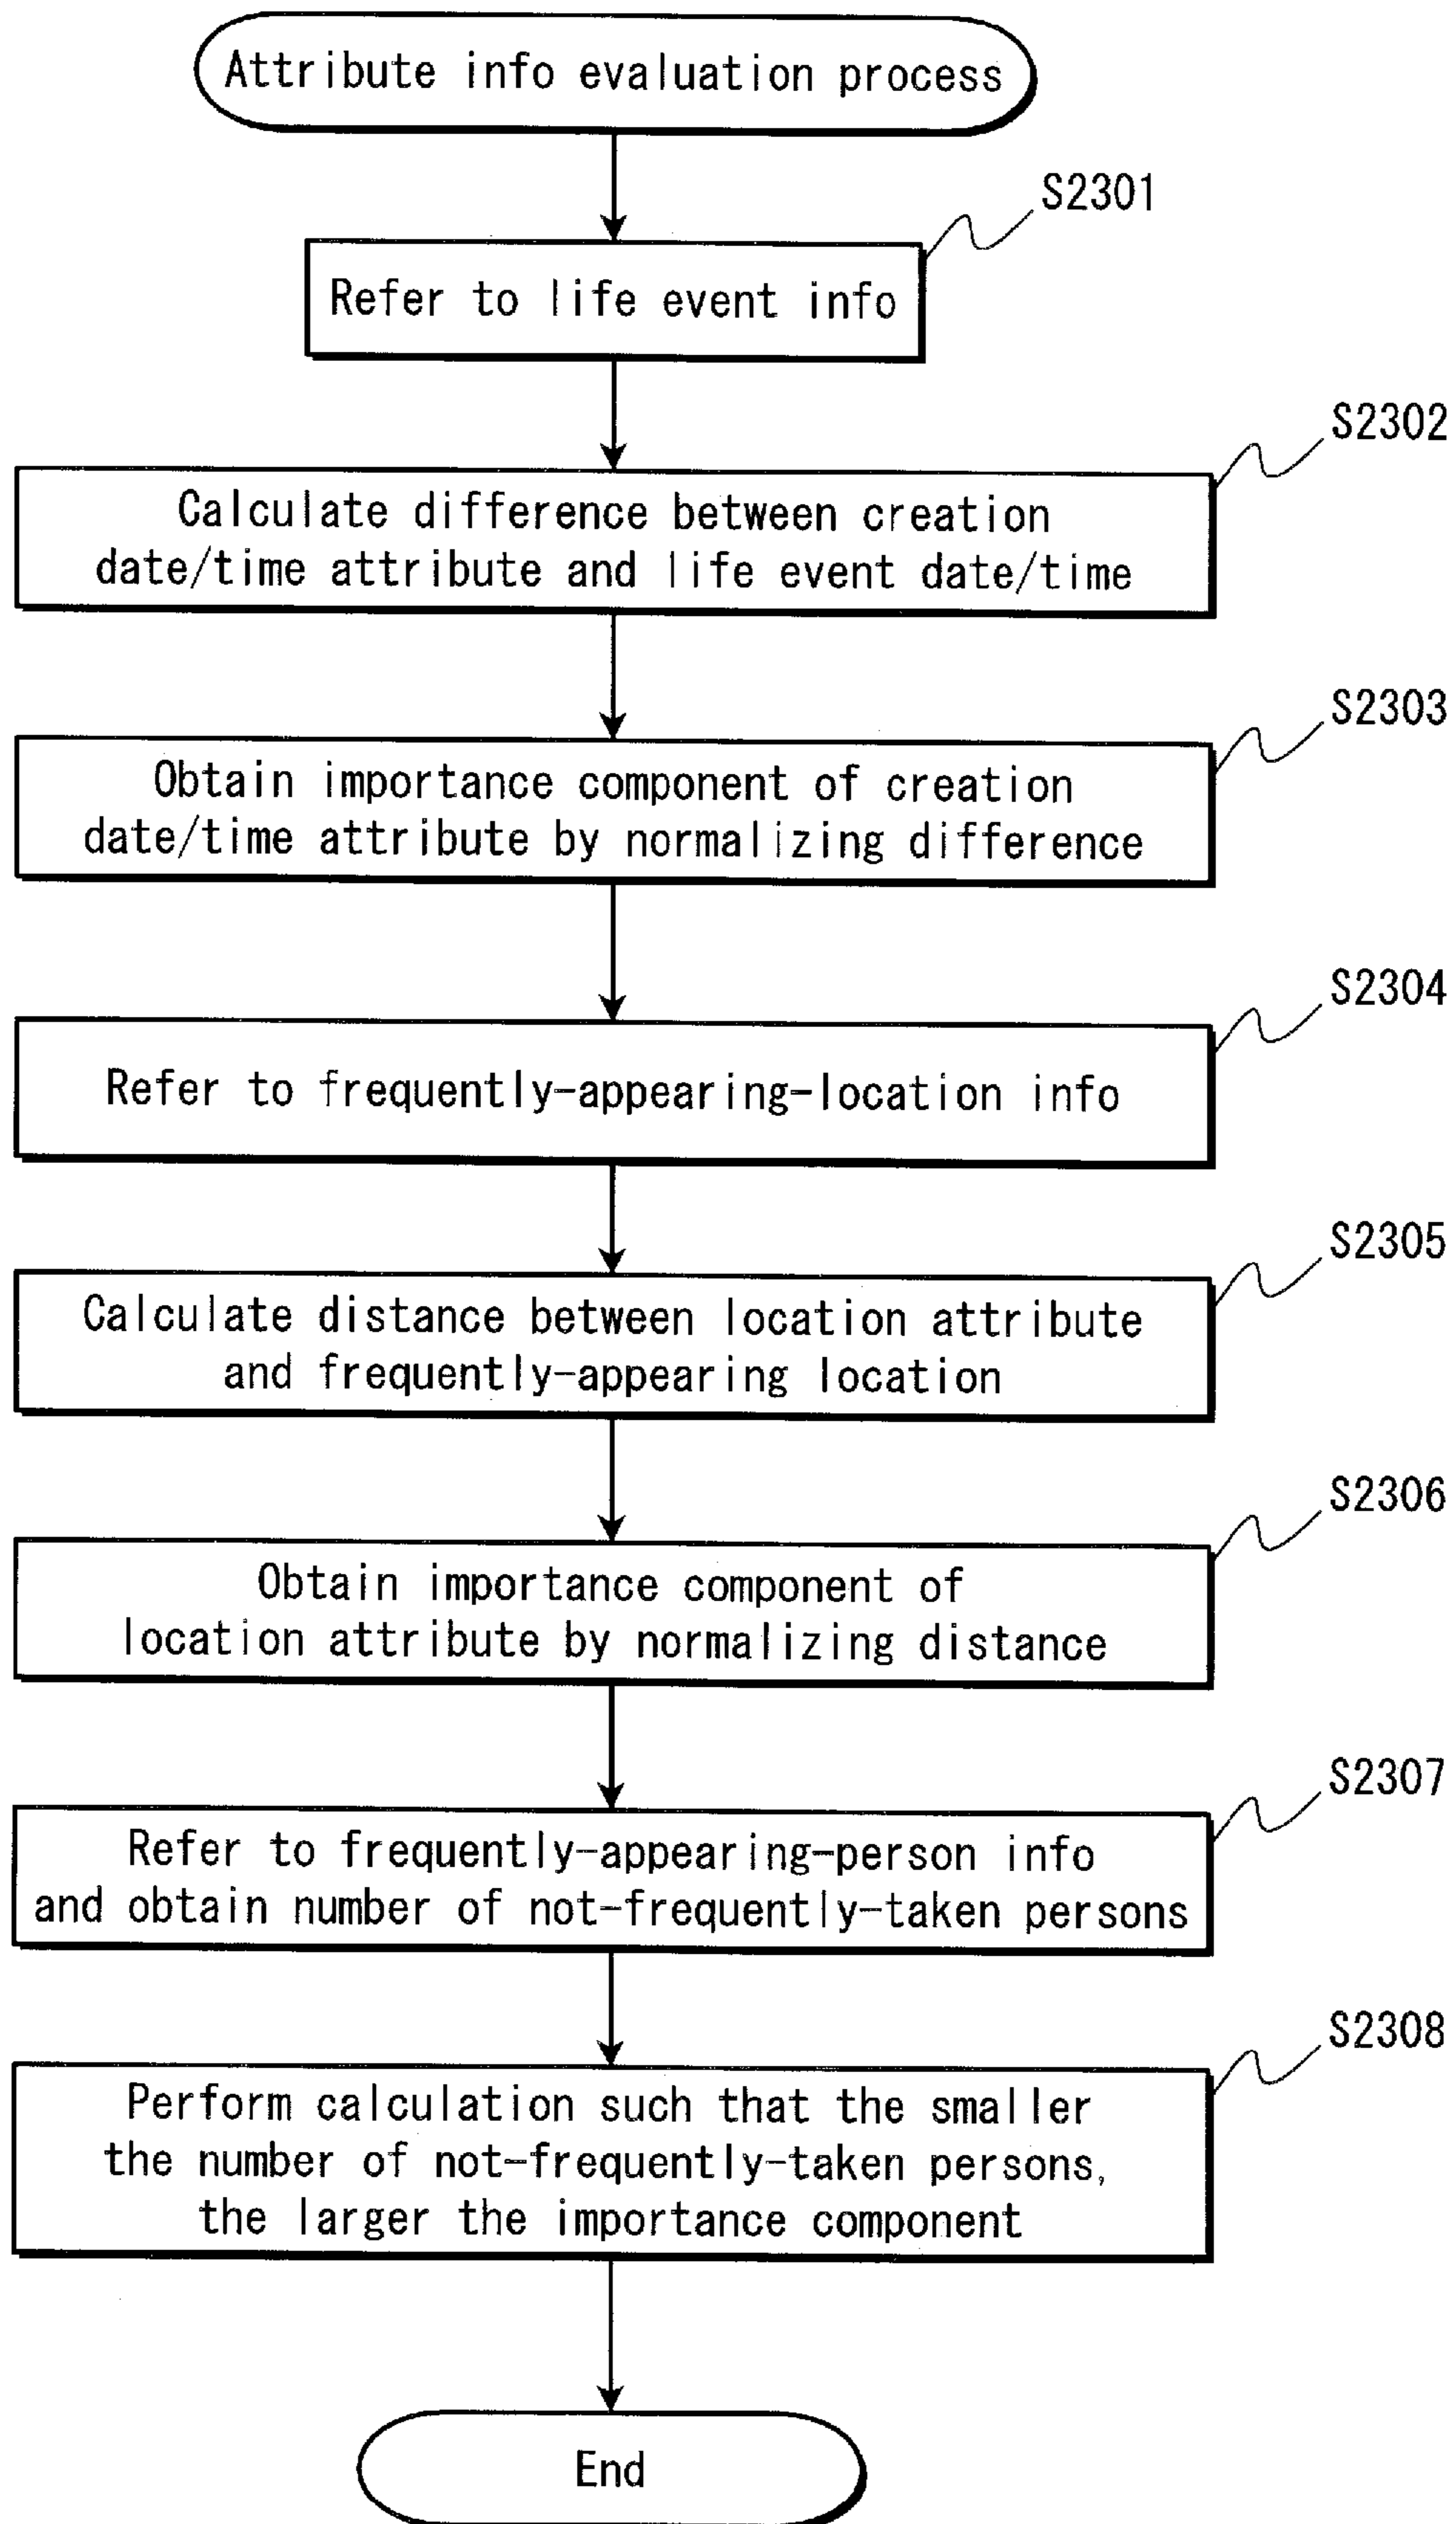 Attribute info evaluation process
S2301
Refer to life event info
S2302
Calculate difference between creation
date/time attribute and life event date/time
S2303
Obtain importance component of creation
date/time attribute by normalizing difference
S2304
Refer to frequently-appearing-location info
S2305
Calculate distance between location attribute
and frequently-appearing location
S2306
Obtain importance component of
location attribute by normalizing distance
S2307
Refer to frequently-appearing-person info
and obtain number of not-frequently-taken persons
S2308
Perform calculation such that the smaller
the number of not-frequently-taken persons,
the larger the importance component
End